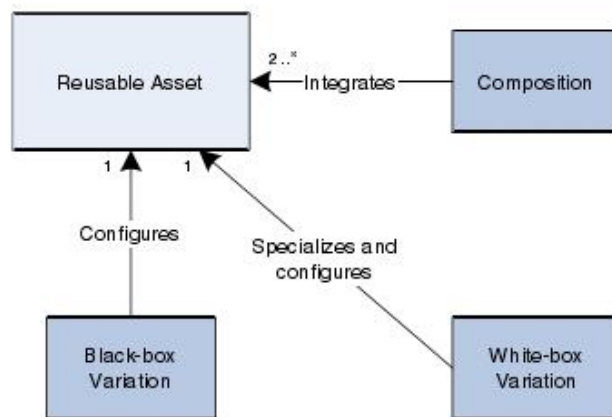 2..*
Reusable Asset
Integrates
Composition
1
1
Configures
Specializes and
configures
Black-box
Variation
White-box
Variation